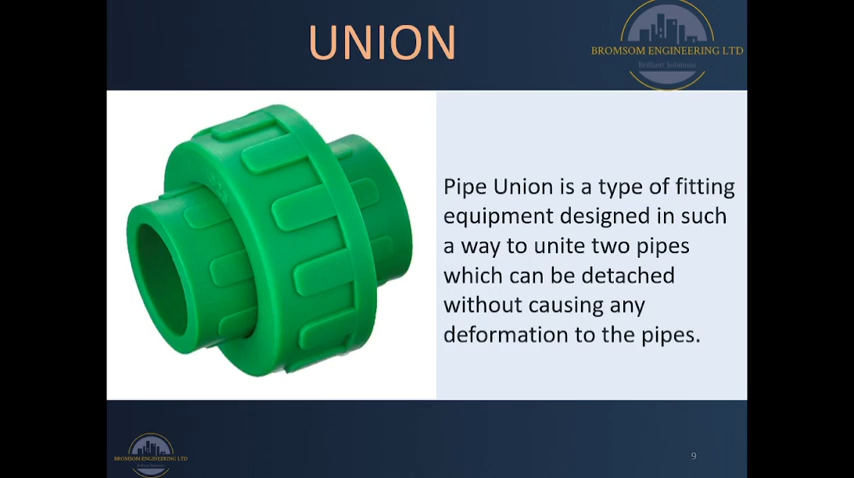 UNION
BROMSOM ENGINEERING LTD
Brilliant Solutions
Pipe Union is a type of fitting
equipment designed in such
a way to unite two pipes
which can be detached
without causing any
deformation to the pipes.
BROMSOM ENGINEERING LTD
9